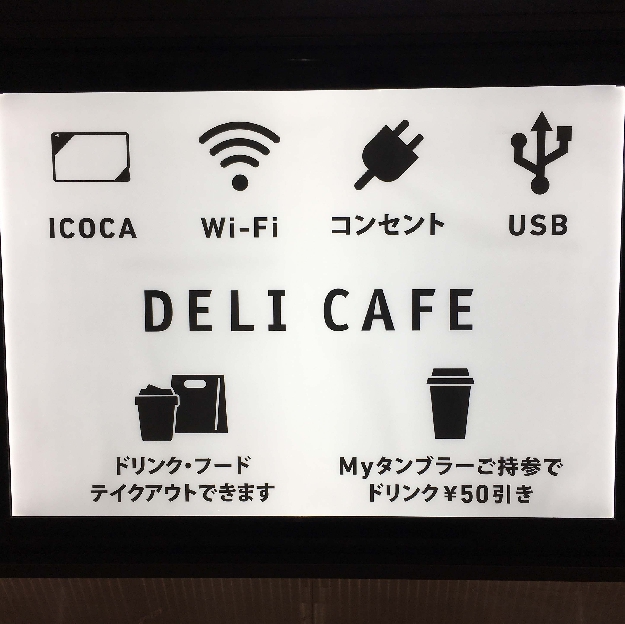 ICOCA Wi-Fi コンセント USB
DELI CAFE
ドリンク・フード
テイクアウトできます
Myタンブラーご持参で
ドリンク¥50引き